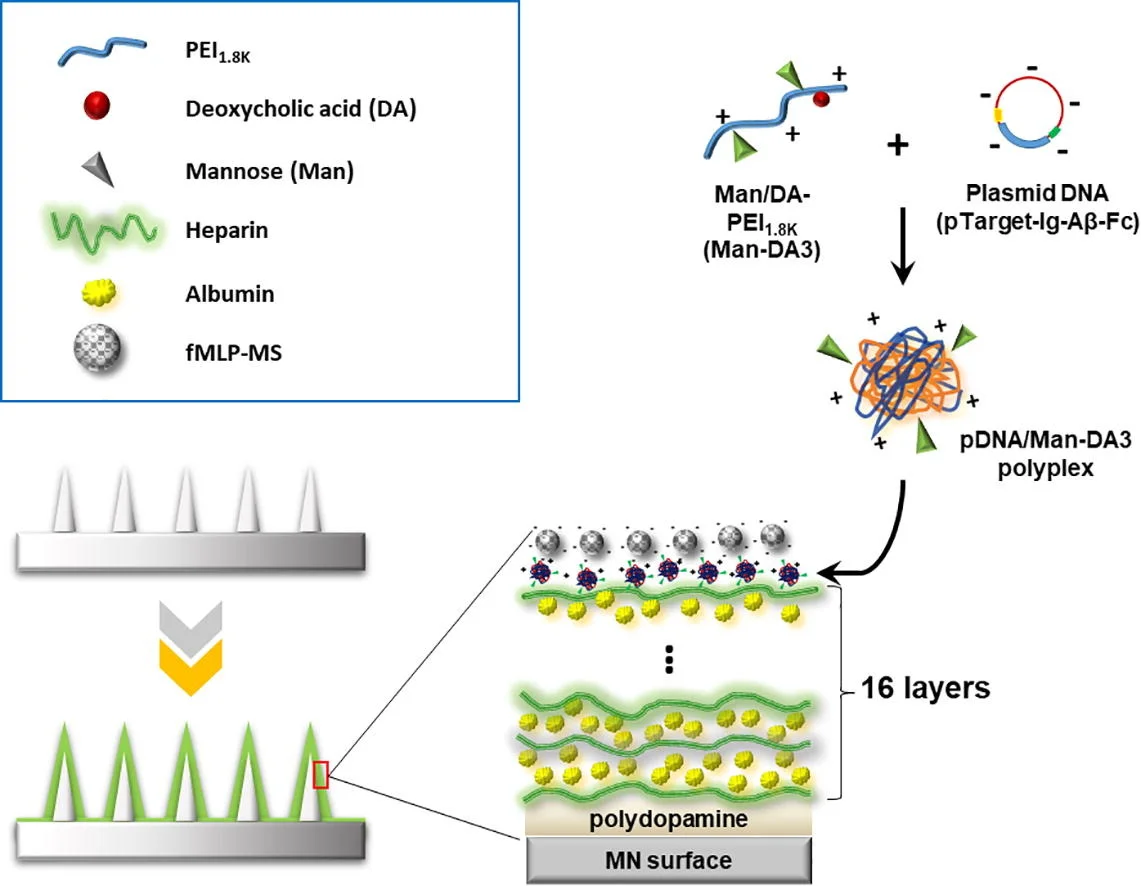 PEI1.8K
Deoxycholic acid (DA)
Mannose (Man)
Heparin
Albumin
fMLP-MS
Man/DA-
PEI1.8K
(Man-DA3)
+
Plasmid DNA
(pTarget-Ig-Aβ-Fc)
pDNA/Man-DA3
polyplex
16 layers
polydopamine
MN surface